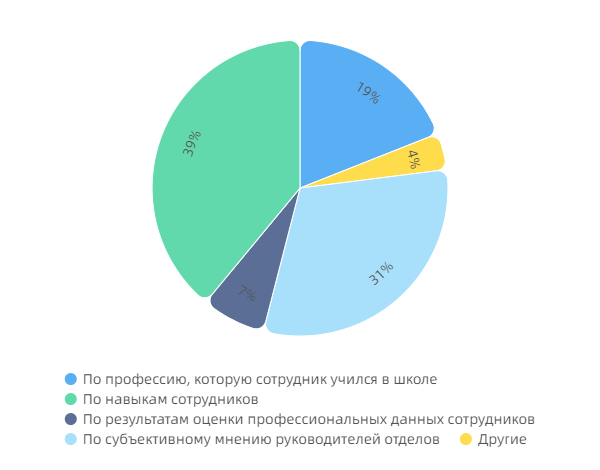 19%
4%
39%
31%
7%
По профессию, которую сотрудник учился в школе
По навыкам сотрудников
По результатам оценки профессиональных данных сотрудников
По субъективному мнению руководителей отделов Другие